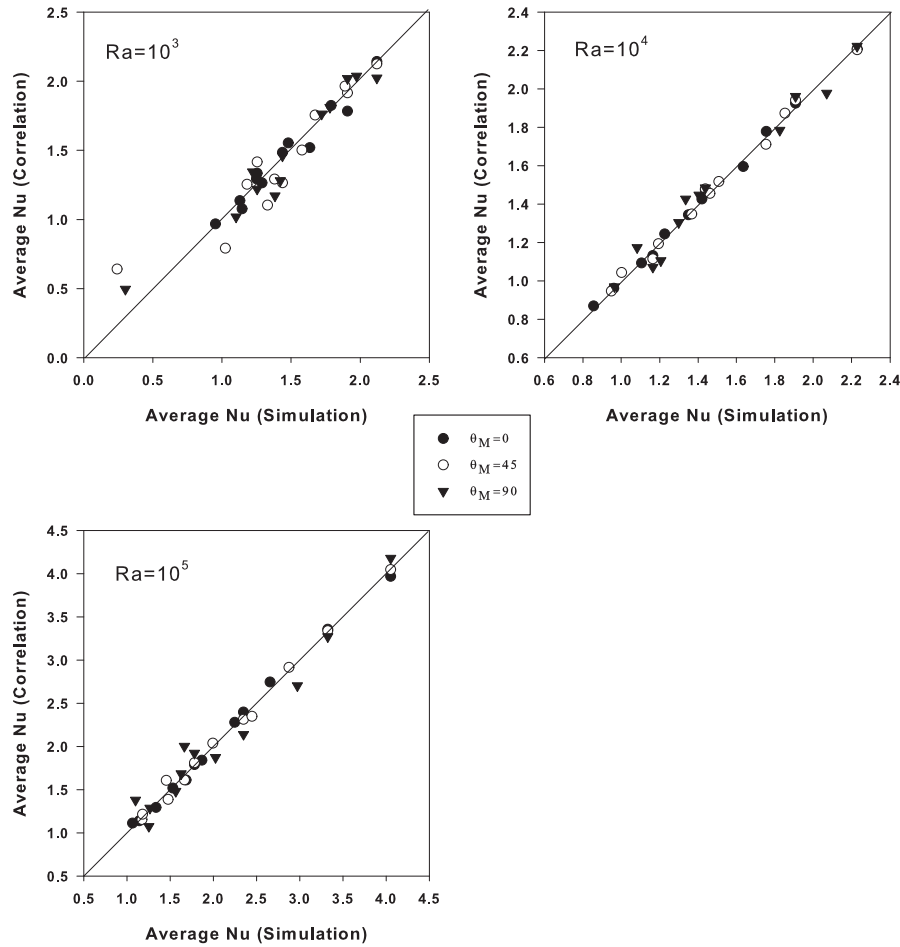 Ra=10³
Average Nu (Correlation)
2.5
2.0
1.5
1.0
0.5
0.0
0.0 0.5 1.0 1.5 2.0 2.5
Average Nu (Simulation)
Ra=10⁴
Average Nu (Correlation)
2.4
2.2
2.0
1.8
1.6
1.4
1.2
1.0
0.8
0.6
0.6 0.8 1.0 1.2 1.4 1.6 1.8 2.0 2.2 2.4
Average Nu (Simulation)
θM=0
θM=45
θM=90
Ra=10⁵
Average Nu (Correlation)
4.5
4.0
3.5
3.0
2.5
2.0
1.5
1.0
0.5
0.5 1.0 1.5 2.0 2.5 3.0 3.5 4.0 4.5
Average Nu (Simulation)